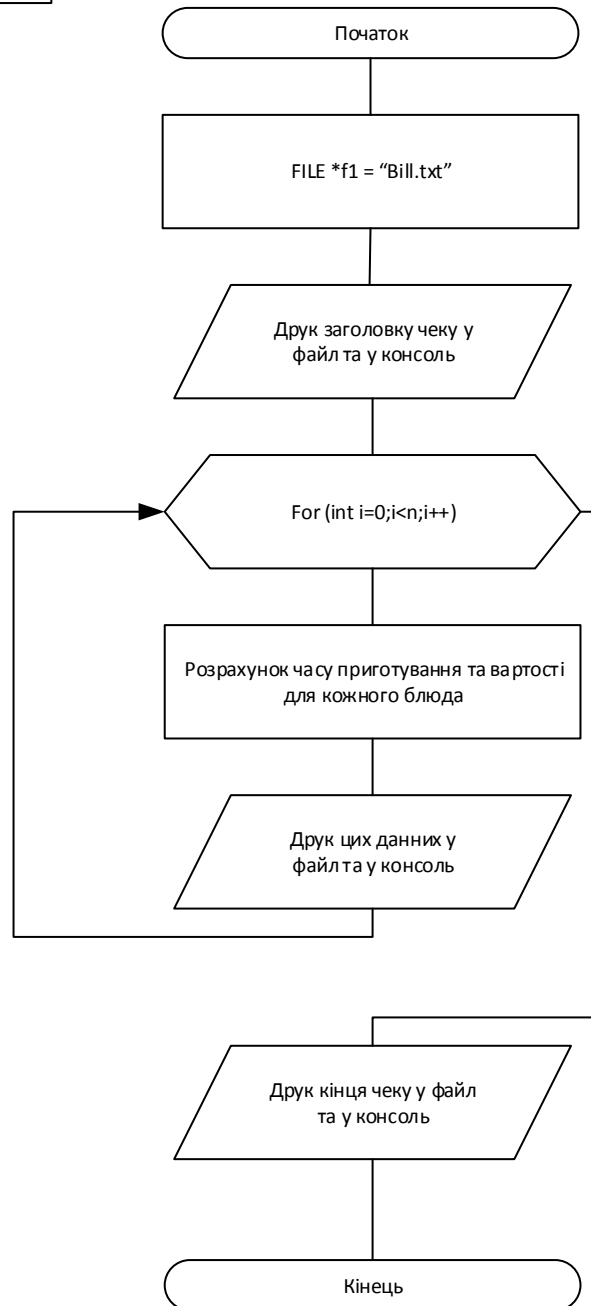 Початок
FILE *f1 = “Bill.txt”
Друк заголовку чеку у
файл та у консоль
For (int i=0;i<n;i++)
Розрахунок часу приготування та вартості
для кожного блюда
Друк цих данних у
файл та у консоль
Друк кінця чеку у файл
та у консоль
Кінець